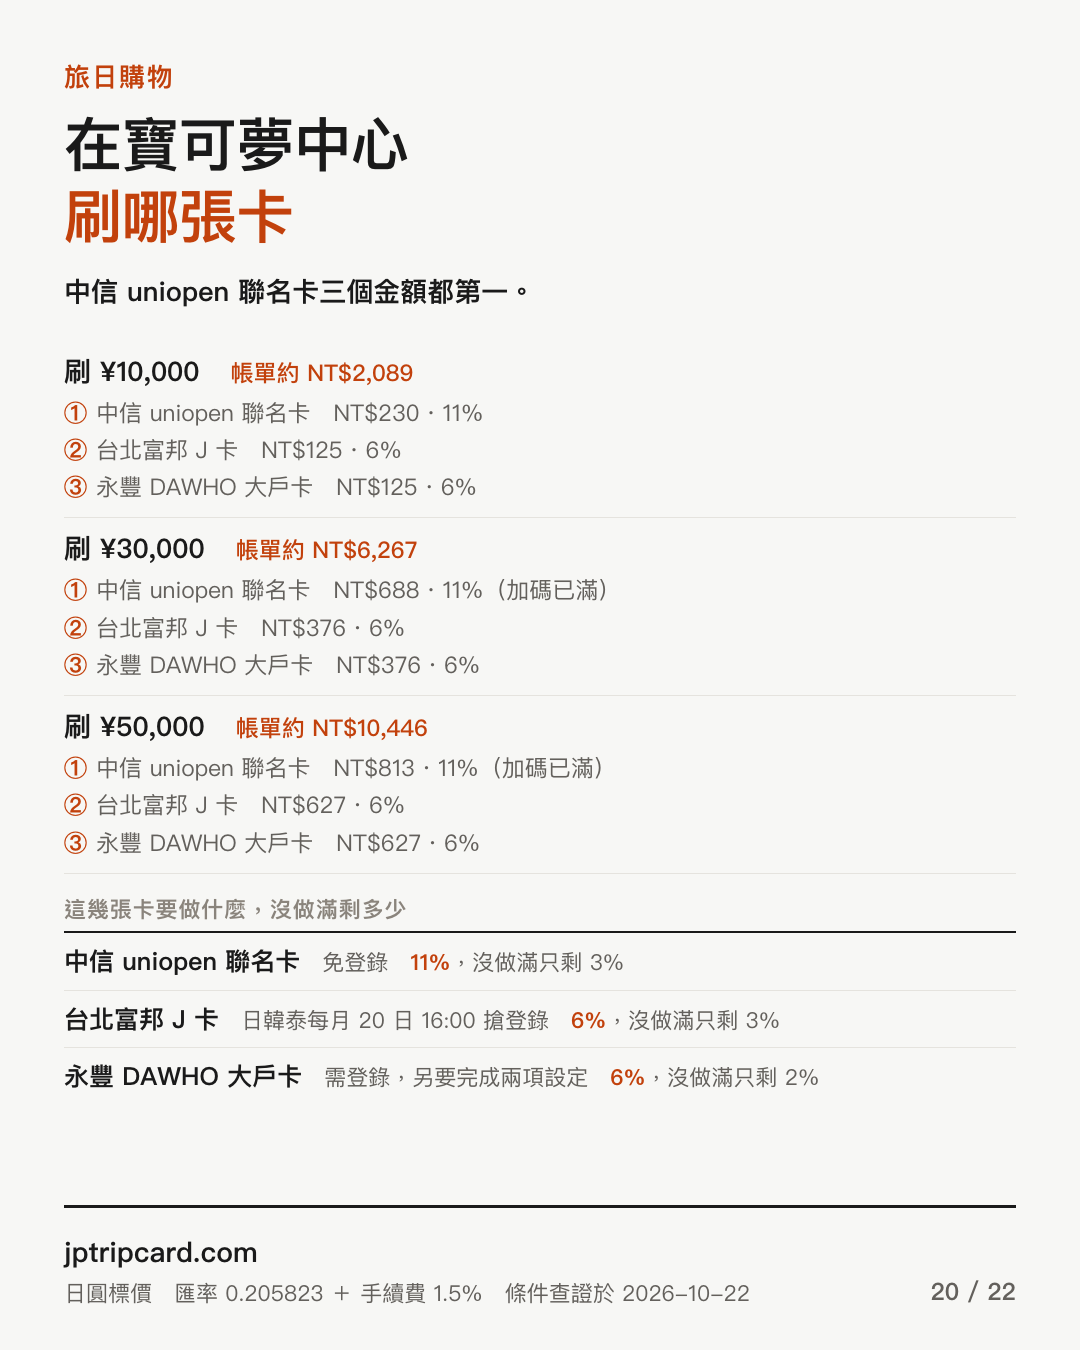 旅日購物
在寶可夢中心
刷哪張卡
中信 uniopen 聯名卡三個金額都第一。
刷 ¥10,000 帳單約 NT$2,089
① 中信 uniopen 聯名卡 NT$230 · 11%
② 台北富邦 J 卡 NT$125 · 6%
③ 永豐 DAWHO 大戶卡 NT$125 · 6%
刷 ¥30,000 帳單約 NT$6,267
① 中信 uniopen 聯名卡 NT$688 · 11%（加碼已滿）
② 台北富邦 J 卡 NT$376 · 6%
③ 永豐 DAWHO 大戶卡 NT$376 · 6%
刷 ¥50,000 帳單約 NT$10,446
① 中信 uniopen 聯名卡 NT$813 · 11%（加碼已滿）
② 台北富邦 J 卡 NT$627 · 6%
③ 永豐 DAWHO 大戶卡 NT$627 · 6%
這幾張卡要做什麼，沒做滿剩多少
中信 uniopen 聯名卡 免登錄 11%，沒做滿只剩 3%
台北富邦 J 卡 日韓泰每月 20 日 16:00 搶登錄 6%，沒做滿只剩 3%
永豐 DAWHO 大戶卡 需登錄，另要完成兩項設定 6%，沒做滿只剩 2%
jptripcard.com
日圓標價 匯率 0.205823 ＋ 手續費 1.5% 條件查證於 2026-10-22
20 / 22